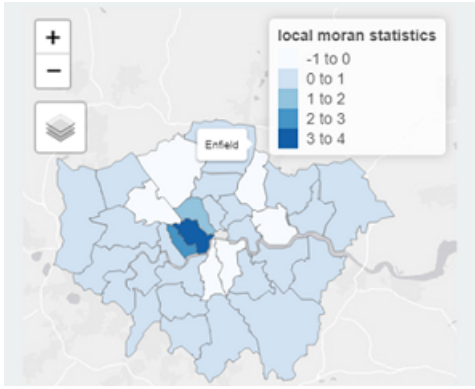 +
−
local moran statistics
-1 to 0
0 to 1
1 to 2
2 to 3
3 to 4
Enfield